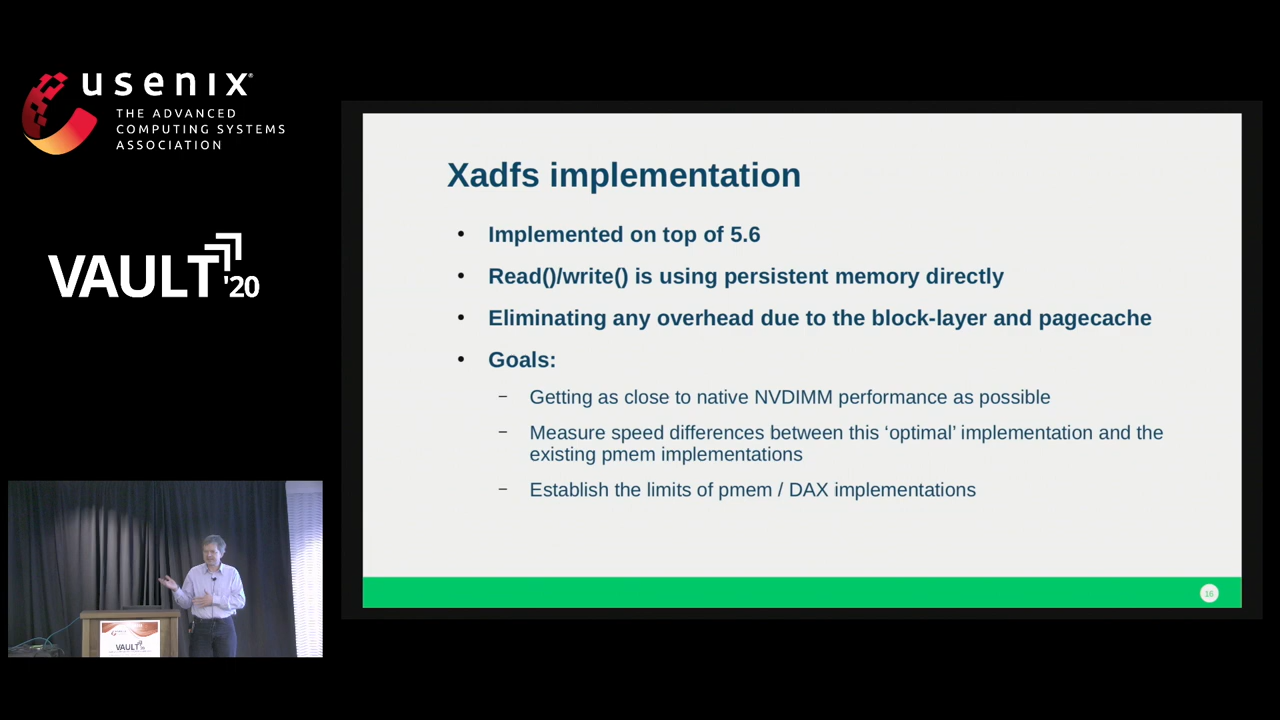 usenix®
THE ADVANCED
COMPUTING SYSTEMS
ASSOCIATION
VAULT '20
Xadfs implementation
• Implemented on top of 5.6
• Read()/write() is using persistent memory directly
• Eliminating any overhead due to the block-layer and pagecache
• Goals:
– Getting as close to native NVDIMM performance as possible
– Measure speed differences between this ‘optimal’ implementation and the
existing pmem implementations
– Establish the limits of pmem / DAX implementations
16
VAULT